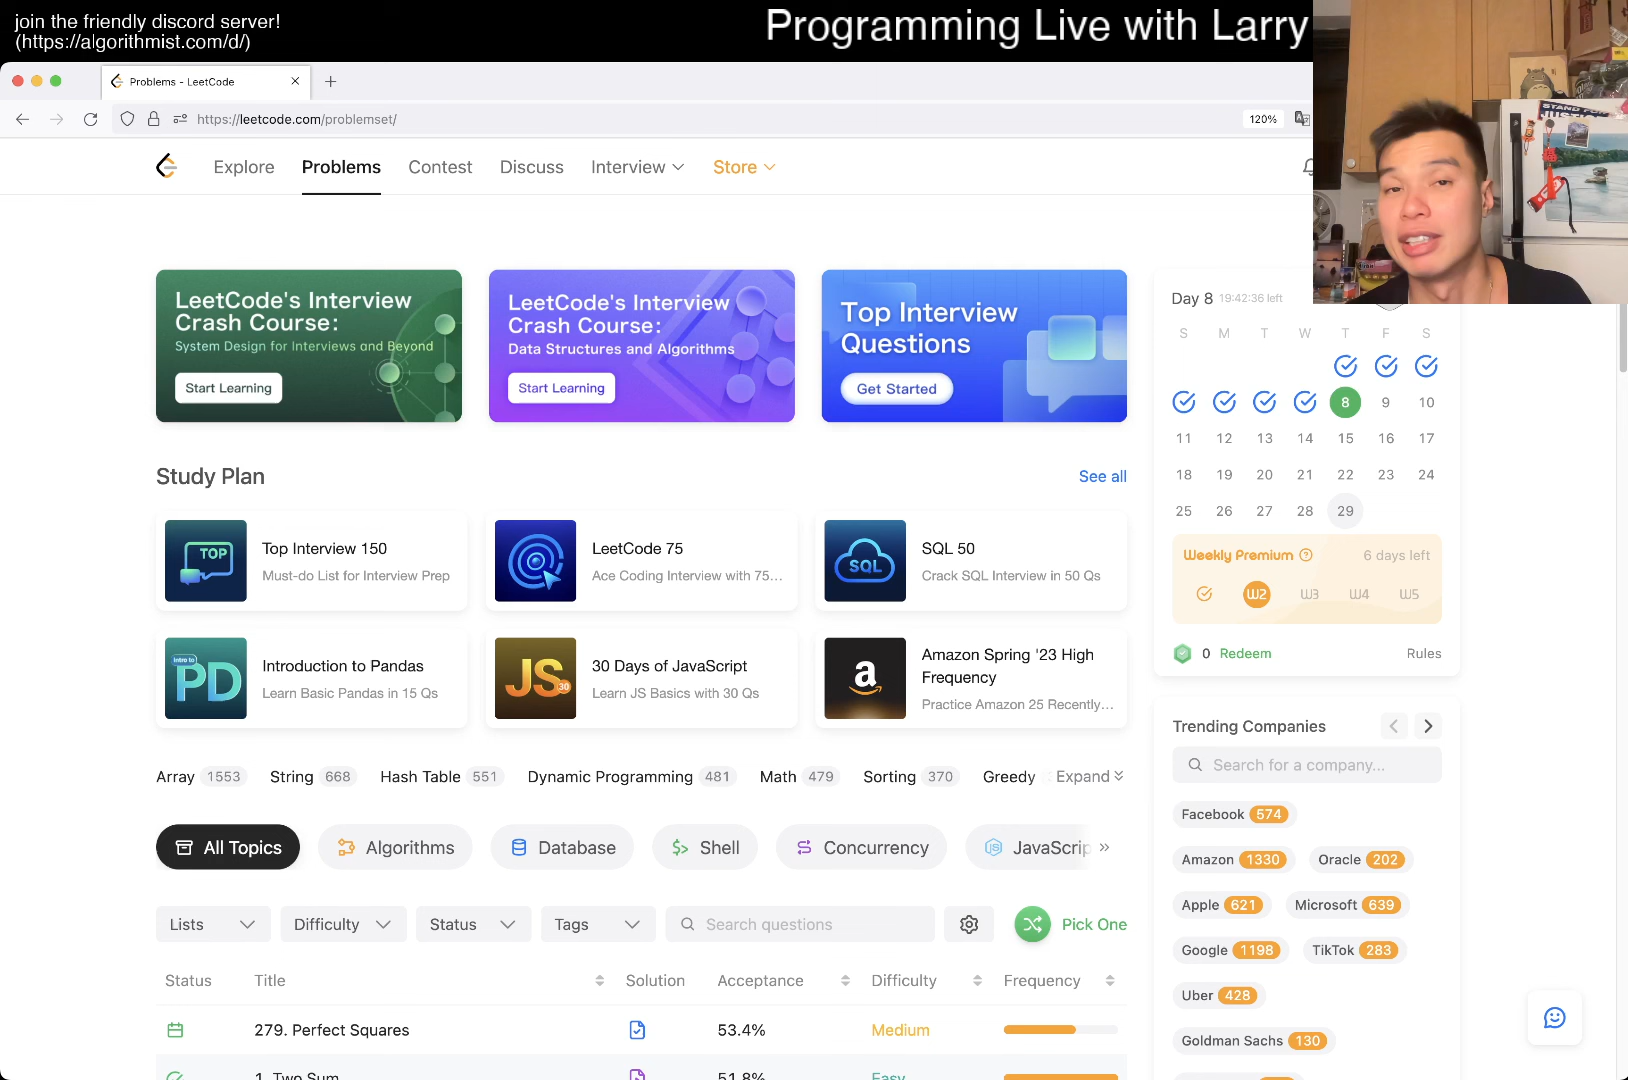 join the friendly discord server!
(https://algorithmist.com/d/)
Programming Live with Larry
Problems - LeetCode
https://leetcode.com/problemset/
120%
Explore
Problems
Contest
Discuss
Interview
Store
LeetCode's Interview
Crash Course:
System Design for Interviews and Beyond
Start Learning
LeetCode's Interview
Crash Course:
Data Structures and Algorithms
Start Learning
Top Interview
Questions
Get Started
Day 8 19:42:36 left
S M T W T F S
8 9 10
11 12 13 14 15 16 17
18 19 20 21 22 23 24
25 26 27 28 29
Weekly Premium 6 days left
W2 W3 W4 W5
0 Redeem Rules
Study Plan
See all
TOP
Top Interview 150
Must-do List for Interview Prep
LeetCode 75
Ace Coding Interview with 75...
SQL
SQL 50
Crack SQL Interview in 50 Qs
Intro to
PD
Introduction to Pandas
Learn Basic Pandas in 15 Qs
JS 30
30 Days of JavaScript
Learn JS Basics with 30 Qs
a
Amazon Spring '23 High
Frequency
Practice Amazon 25 Recently...
Array 1553 String 668 Hash Table 551 Dynamic Programming 481 Math 479 Sorting 370 Greedy Expand
All Topics Algorithms Database Shell Concurrency JavaScrip
Lists Difficulty Status Tags Search questions Pick One
Status Title Solution Acceptance Difficulty Frequency
279. Perfect Squares 53.4% Medium
1. Two Sum 51.8% Easy
Trending Companies
Search for a company...
Facebook 574
Amazon 1330 Oracle 202
Apple 621 Microsoft 639
Google 1198 TikTok 283
Uber 428
Goldman Sachs 130